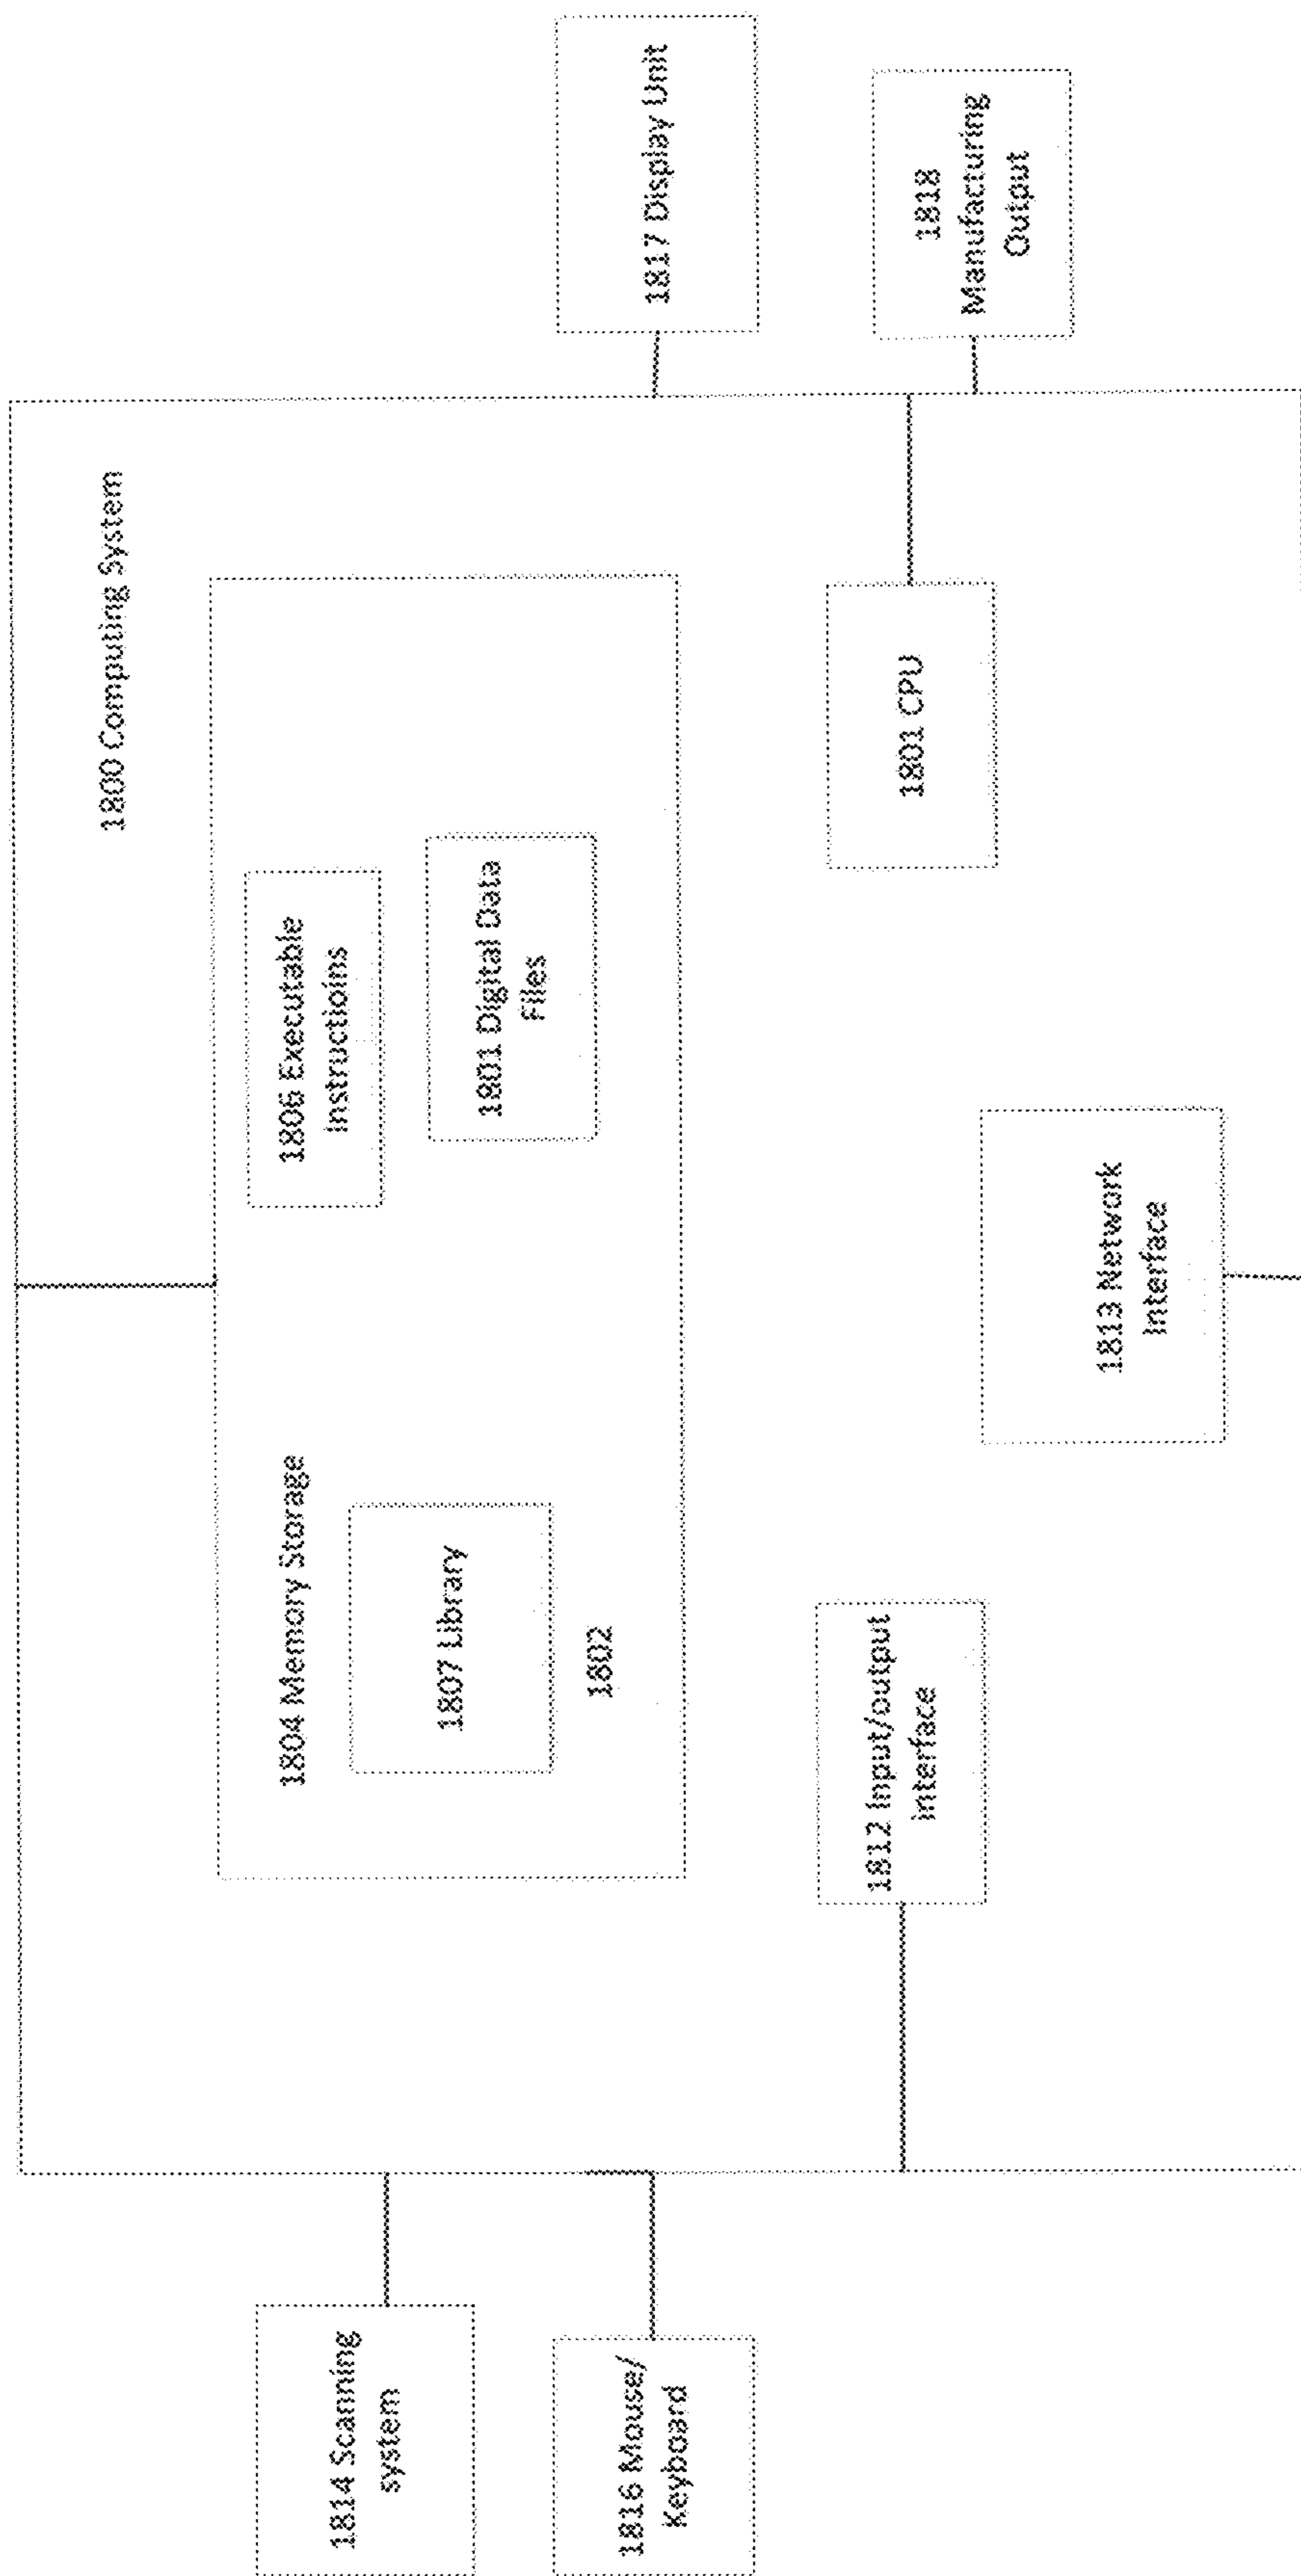 1800 Computing System
1804 Memory Storage
1807 Library
1802
1806 Executable
Instructioins
1801 Digital Data
Files
1814 Scanning
system
1816 Mouse/
Keyboard
1817 Display Unit
1818
Manufacturing
Output
1812 Input/output
interface
1801 CPU
1813 Network
Interface